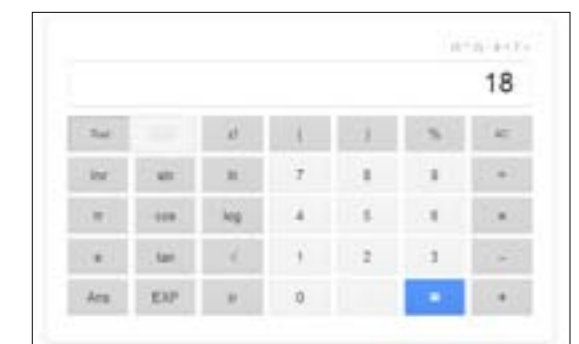 18
Rad x! ( ) % AC
Inv sin ln 7 8 9 ÷
π cos log 4 5 6 ×
e tan √ 1 2 3 -
Ans EXP 0 = +